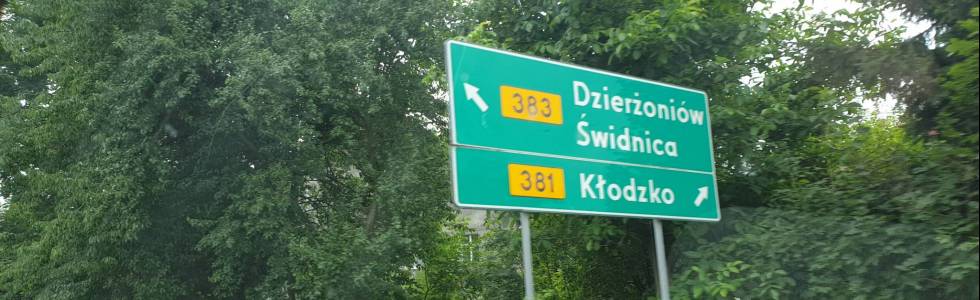 383 Dzierżoniów
Świdnica
381 Kłodzko